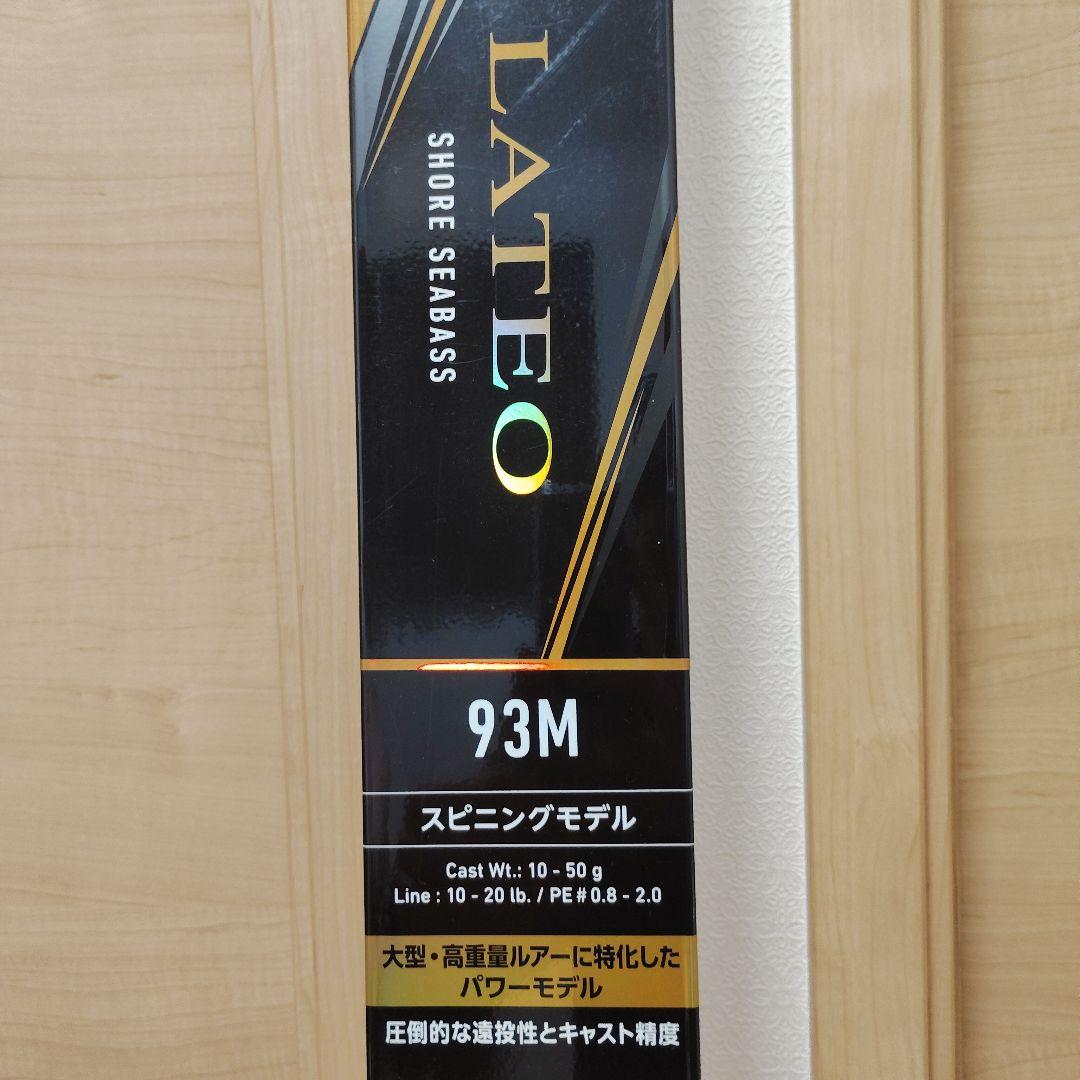 LATEO
SHORE SEABASS
93M
スピニングモデル
Cast Wt.: 10 - 50 g
Line : 10 - 20 lb. / PE#0.8 - 2.0
大型・高重量ルアーに特化した
パワーモデル
圧倒的な遠投性とキャスト精度